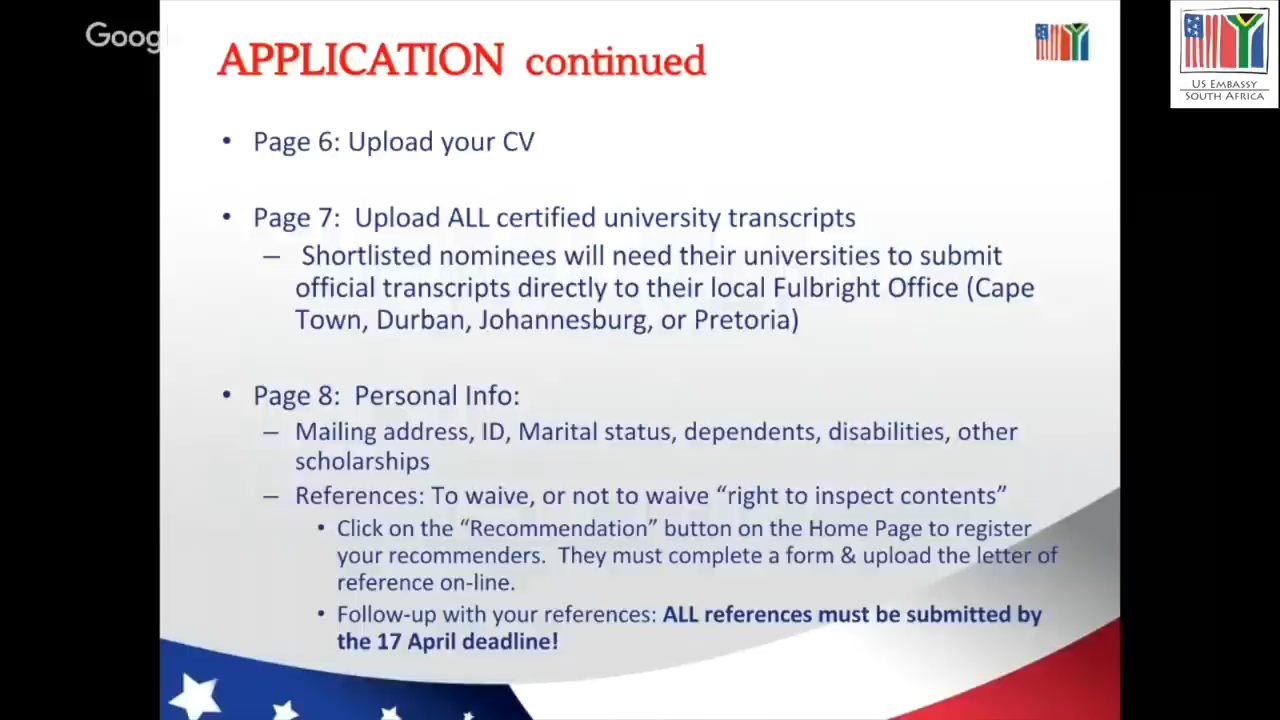 Goog
APPLICATION continued
US EMBASSY
SOUTH AFRICA
• Page 6: Upload your CV
• Page 7: Upload ALL certified university transcripts
– Shortlisted nominees will need their universities to submit
official transcripts directly to their local Fulbright Office (Cape
Town, Durban, Johannesburg, or Pretoria)
• Page 8: Personal Info:
– Mailing address, ID, Marital status, dependents, disabilities, other
scholarships
– References: To waive, or not to waive “right to inspect contents”
• Click on the “Recommendation” button on the Home Page to register
your recommenders. They must complete a form & upload the letter of
reference on-line.
• Follow-up with your references: ALL references must be submitted by
the 17 April deadline!